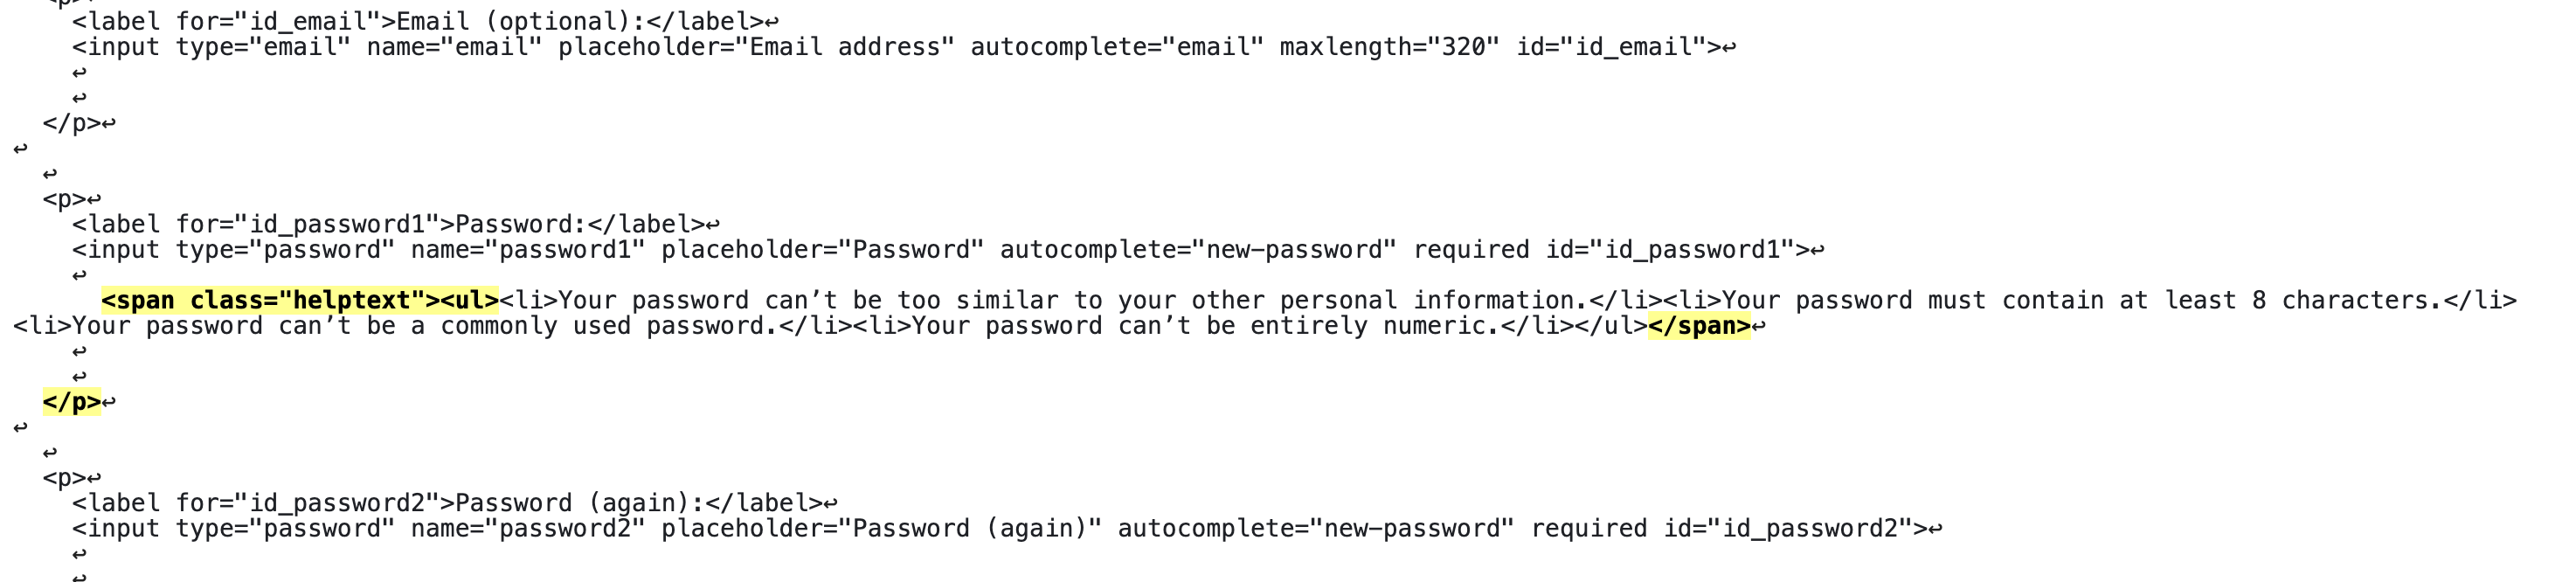 <p>
<label for="id_email">Email (optional):</label>↩
<input type="email" name="email" placeholder="Email address" autocomplete="email" maxlength="320" id="id_email">↩
↩
↩
</p>↩
↩
↩
<p>↩
<label for="id_password1">Password:</label>↩
<input type="password" name="password1" placeholder="Password" autocomplete="new-password" required id="id_password1">↩
↩
<span class="helptext"><ul><li>Your password can’t be too similar to your other personal information.</li><li>Your password must contain at least 8 characters.</li>
<li>Your password can’t be a commonly used password.</li><li>Your password can’t be entirely numeric.</li></ul></span>↩
↩
↩
</p>↩
↩
↩
<p>↩
<label for="id_password2">Password (again):</label>↩
<input type="password" name="password2" placeholder="Password (again)" autocomplete="new-password" required id="id_password2">↩
↩
↩